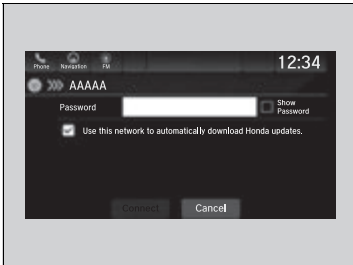 Phone Navigation FM 12:34
AAAAA
Password Show Password
Use this network to automatically download Honda updates.
Connect Cancel